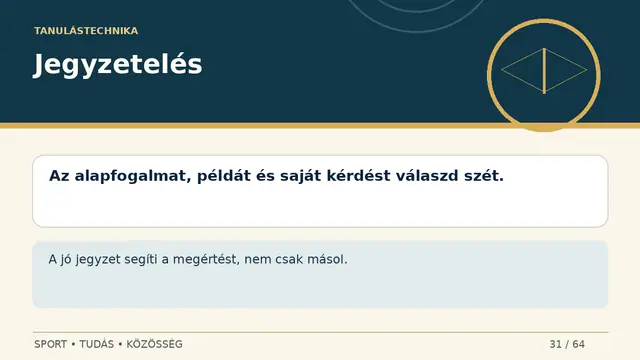 TANULÁSTECHNIKA
Jegyzetelés
Az alapfogalmat, példát és saját kérdést válaszd szét.
A jó jegyzet segíti a megértést, nem csak másol.
SPORT • TUDÁS • KÖZÖSSÉG
31 / 64